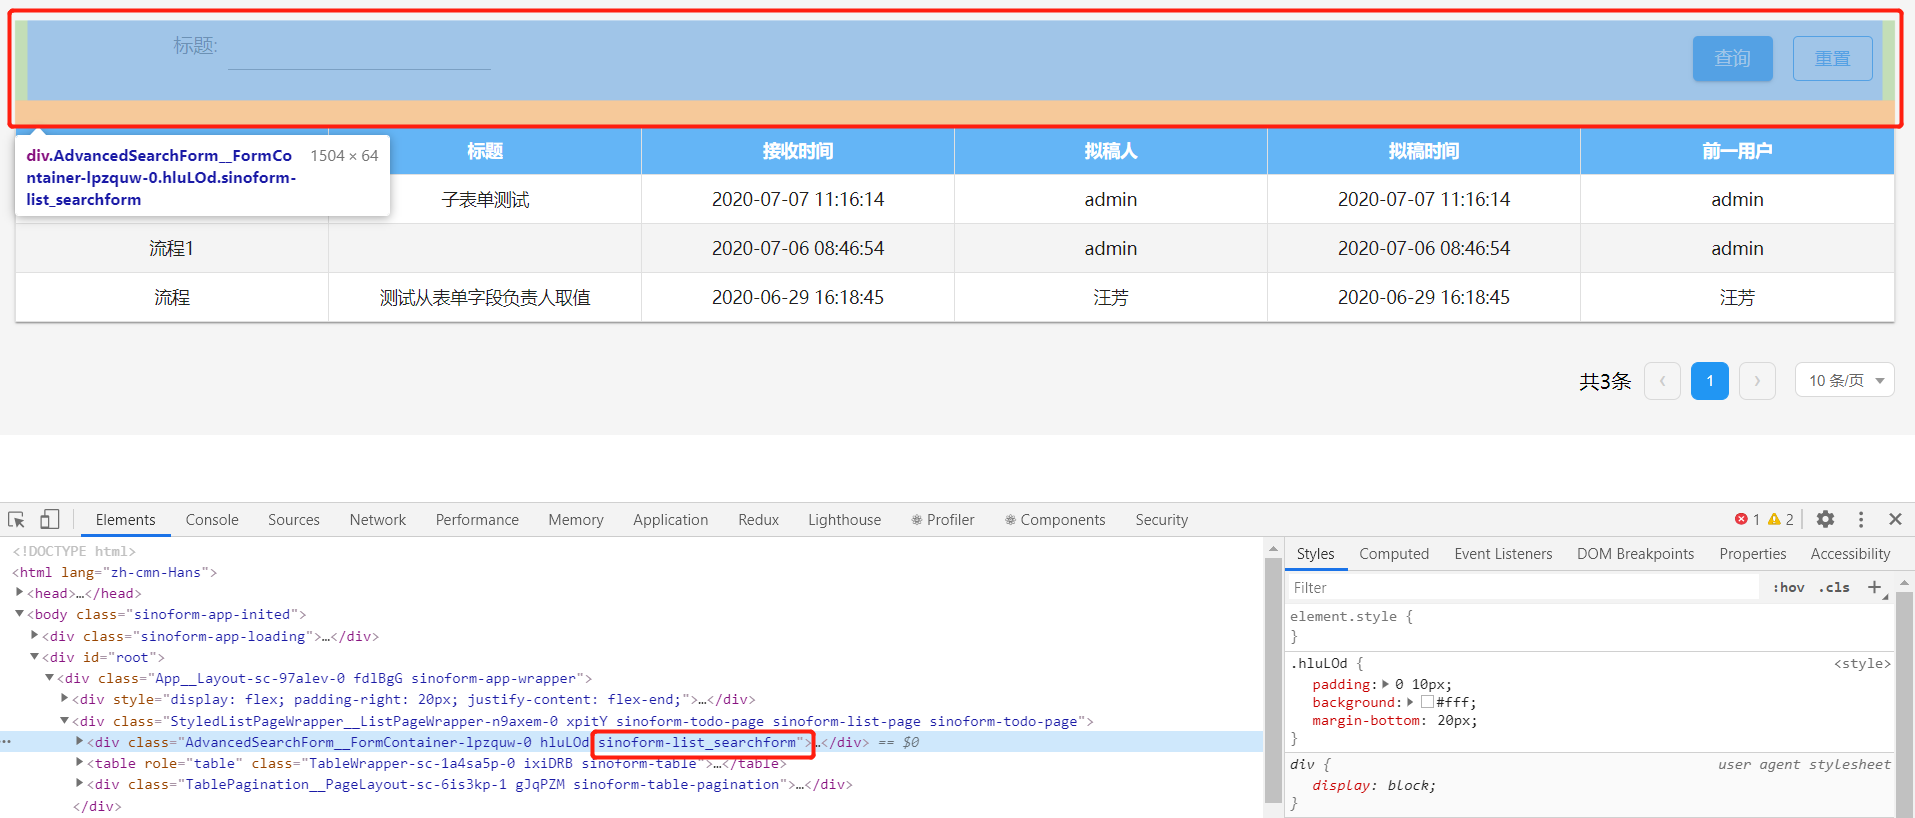 标题:
查询 重置
div.AdvancedSearchForm__FormCo 1504 × 64
ntainer-lpzquw-0.hluLOd.sinoform-
list_searchform
标题 接收时间 拟稿人 拟稿时间 前一用户
子表单测试 2020-07-07 11:16:14 admin 2020-07-07 11:16:14 admin
流程1 2020-07-06 08:46:54 admin 2020-07-06 08:46:54 admin
流程 测试从表单字段负责人取值 2020-06-29 16:18:45 汪芳 2020-06-29 16:18:45 汪芳
共3条 1 10 条/页
Elements Console Sources Network Performance Memory Application Redux Lighthouse Profiler Components Security 1 2
<!DOCTYPE html>
<html lang="zh-cmn-Hans">
<head>…</head>
<body class="sinoform-app-inited">
<div class="sinoform-app-loading">…</div>
<div id="root">
<div class="App__Layout-sc-97alev-0 fdlBgG sinoform-app-wrapper">
<div style="display: flex; padding-right: 20px; justify-content: flex-end;">…</div>
<div class="StyledListPageWrapper__ListPageWrapper-n9axem-0 xpitY sinoform-todo-page sinoform-list-page sinoform-todo-page">
<div class="AdvancedSearchForm__FormContainer-lpzquw-0 hluLOd sinoform-list_searchform">…</div> == $0
<table role="table" class="TableWrapper-sc-1a4sa5p-0 ixiDRB sinoform-table">…</table>
<div class="TablePagination__PageLayout-sc-6is3kp-1 gJqPZM sinoform-table-pagination">…</div>
</div>
Styles Computed Event Listeners DOM Breakpoints Properties Accessibility
Filter :hov .cls +
element.style {
}
.hluLOd { <style>
padding: 0 10px;
background: #fff;
margin-bottom: 20px;
}
div { user agent stylesheet
display: block;
}